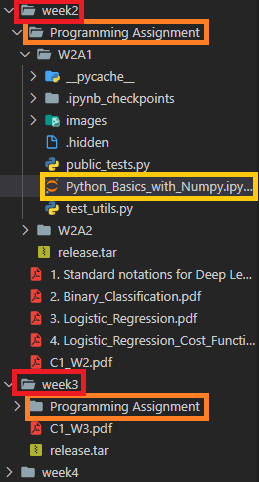 week2
Programming Assignment
W2A1
__pycache__
.ipynb_checkpoints
images
.hidden
public_tests.py
Python_Basics_with_Numpy.ipy...
test_utils.py
W2A2
release.tar
1. Standard notations for Deep Le...
2. Binary_Classification.pdf
3. Logistic_Regression.pdf
4. Logistic_Regression_Cost_Functi...
C1_W2.pdf
week3
Programming Assignment
C1_W3.pdf
release.tar
week4